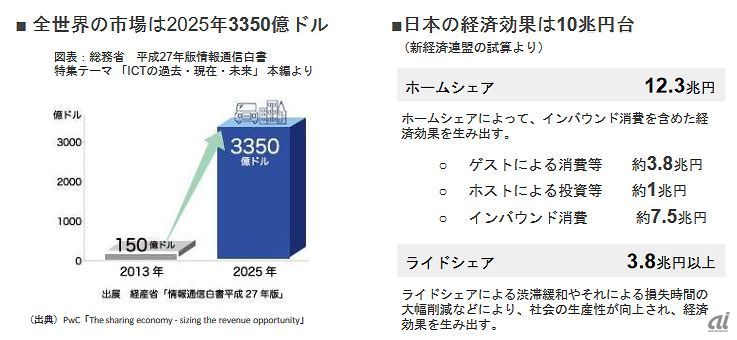 ■ 全世界の市場は2025年3350億ドル
図表：総務省　平成27年版情報通信白書
特集テーマ 「ICTの過去・現在・未来」 本編より
億ドル
3000
2000
1000
0
150億ドル
3350
億ドル
2013 年
2025 年
出展　経産省「情報通信白書平成 27 年版」
（出典）PwC「The sharing economy - sizing the revenue opportunity」
■日本の経済効果は10兆円台
（新経済連盟の試算より）
ホームシェア　12.3兆円
ホームシェアによって、インバウンド消費を含めた経
済効果を生み出す。
○　ゲストによる消費等　約3.8兆円
○　ホストによる投資等　約1兆円
○　インバウンド消費　約7.5兆円
ライドシェア　3.8兆円以上
ライドシェアによる渋滞緩和やそれによる損失時間の
大幅削減などにより、社会の生産性が向上され、経済
効果を生み出す。
ai